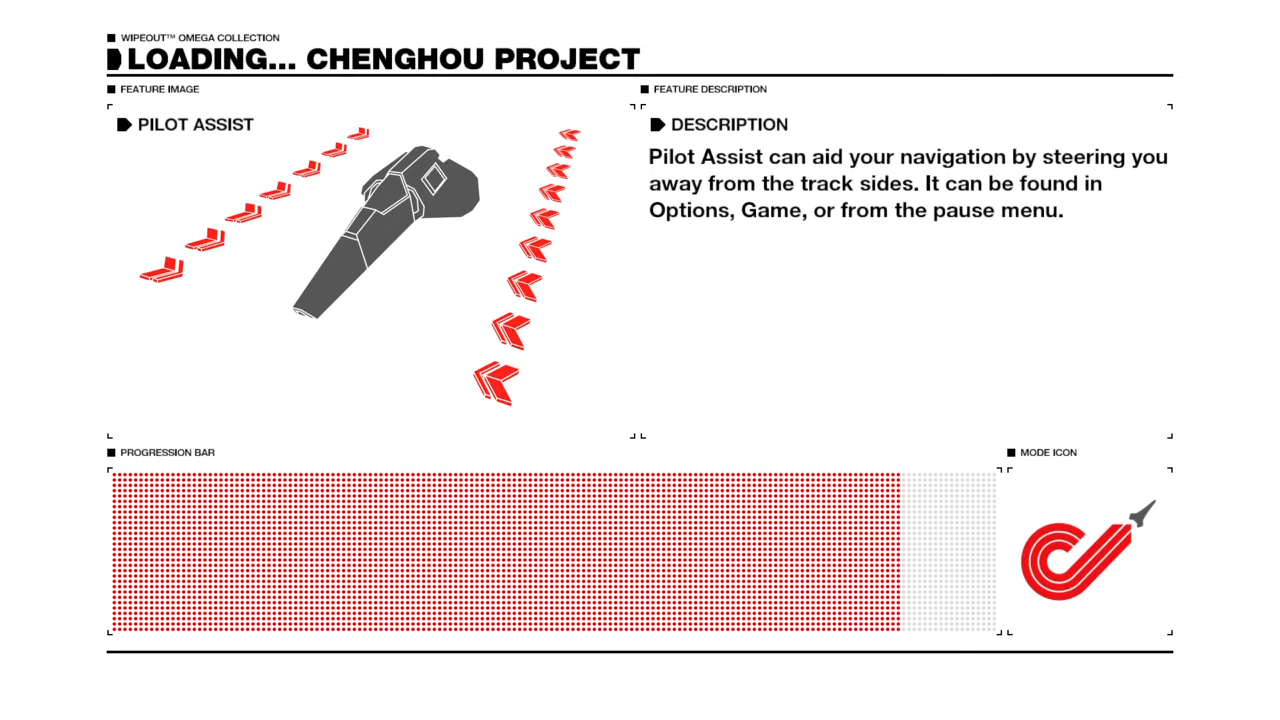 WIPEOUT™ OMEGA COLLECTION
LOADING... CHENGHOU PROJECT
FEATURE IMAGE
FEATURE DESCRIPTION
PILOT ASSIST
DESCRIPTION
Pilot Assist can aid your navigation by steering you
away from the track sides. It can be found in
Options, Game, or from the pause menu.
PROGRESSION BAR
MODE ICON